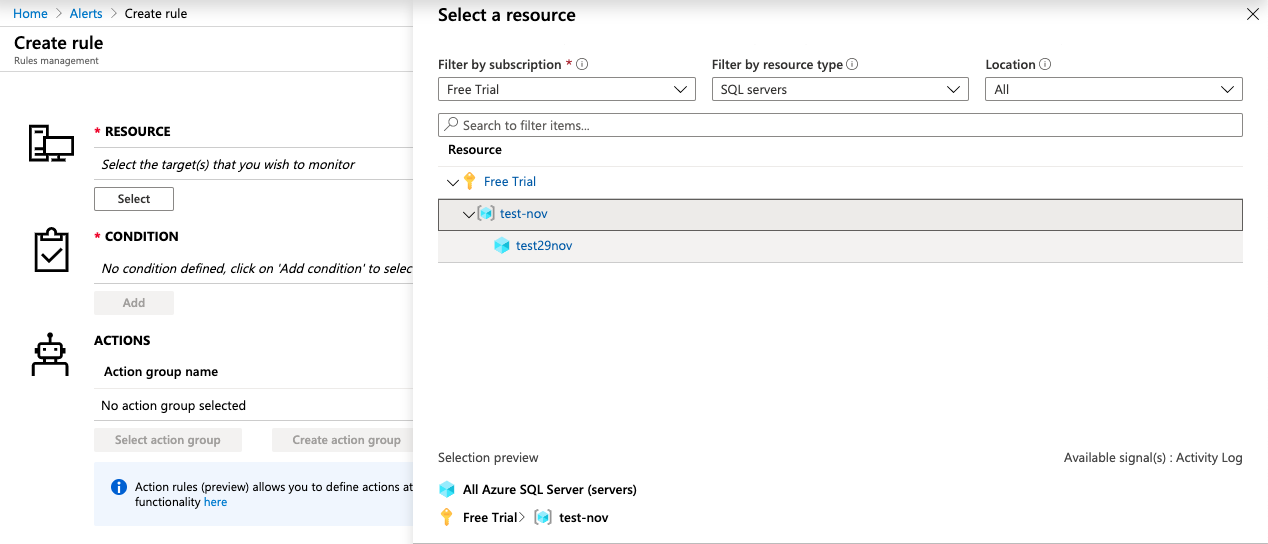 Home > Alerts > Create rule
Create rule
Rules management
* RESOURCE
Select the target(s) that you wish to monitor
Select
* CONDITION
No condition defined, click on 'Add condition' to selec
Add
ACTIONS
Action group name
No action group selected
Select action group
Create action group
Action rules (preview) allows you to define actions at
functionality here
Select a resource
Filter by subscription *
Filter by resource type
Location
Free Trial
SQL servers
All
Search to filter items...
Resource
Free Trial
test-nov
test29nov
Selection preview
Available signal(s) : Activity Log
All Azure SQL Server (servers)
Free Trial> test-nov